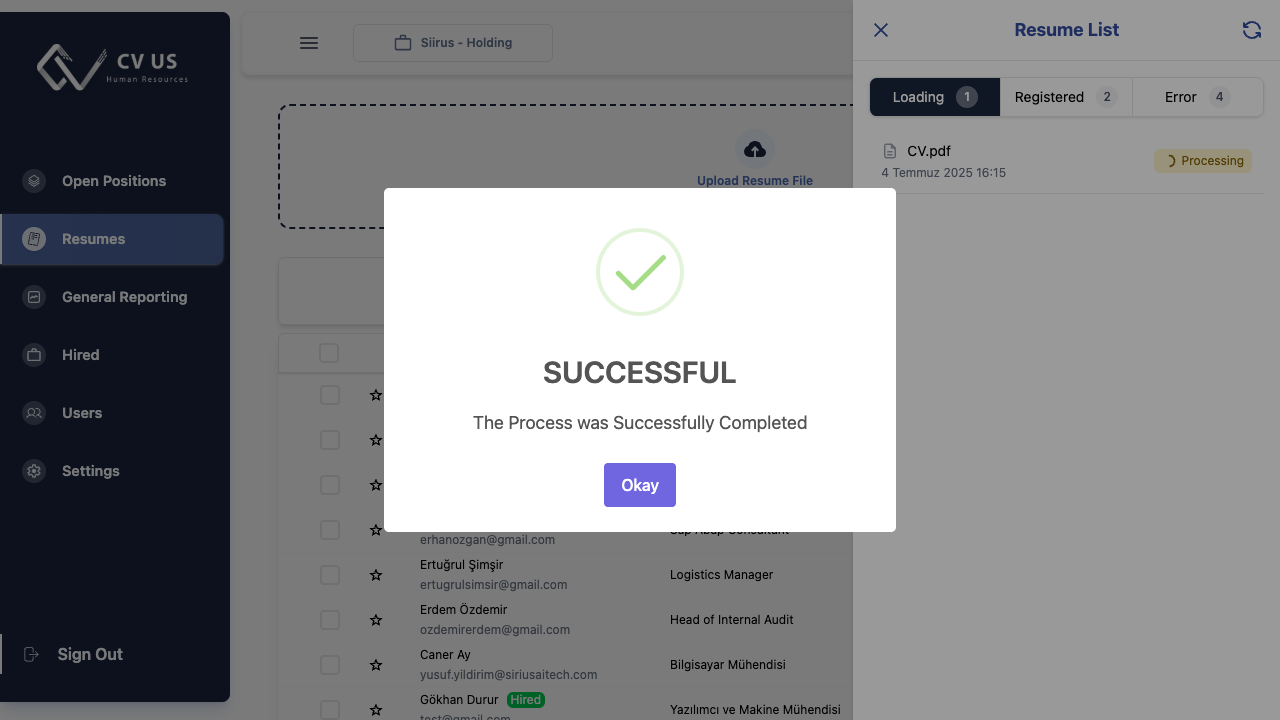 CV US
Human Resources
Open Positions
Resumes
General Reporting
Hired
Users
Settings
Sign Out
Siirus - Holding
Upload Resume File
Resume List
Loading 1
Registered 2
Error 4
CV.pdf
4 Temmuz 2025 16:15
Processing
SUCCESSFUL
The Process was Successfully Completed
Okay
erhanozgan@gmail.com
Sap Abap Consultant
Ertuğrul Şimşir
ertugrulsimsir@gmail.com
Logistics Manager
Erdem Özdemir
ozdemirerdem@gmail.com
Head of Internal Audit
Caner Ay
yusuf.yildirim@siriusaitech.com
Bilgisayar Mühendisi
Gökhan Durur Hired
test@gmail.com
Yazılımcı ve Makine Mühendisi